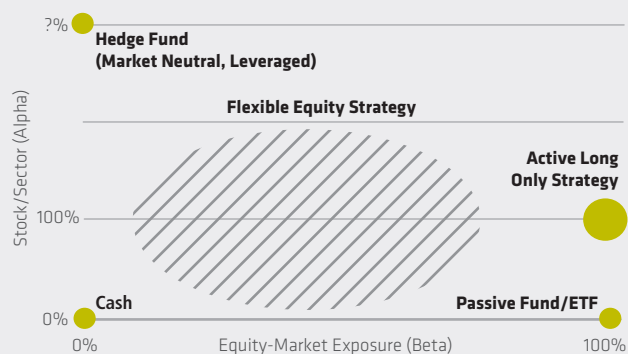 ?%
Hedge Fund
(Market Neutral, Leveraged)
Flexible Equity Strategy
Active Long
Only Strategy
Stock/Sector (Alpha)
100%
Cash
Passive Fund/ETF
0%
0%
Equity-Market Exposure (Beta)
100%